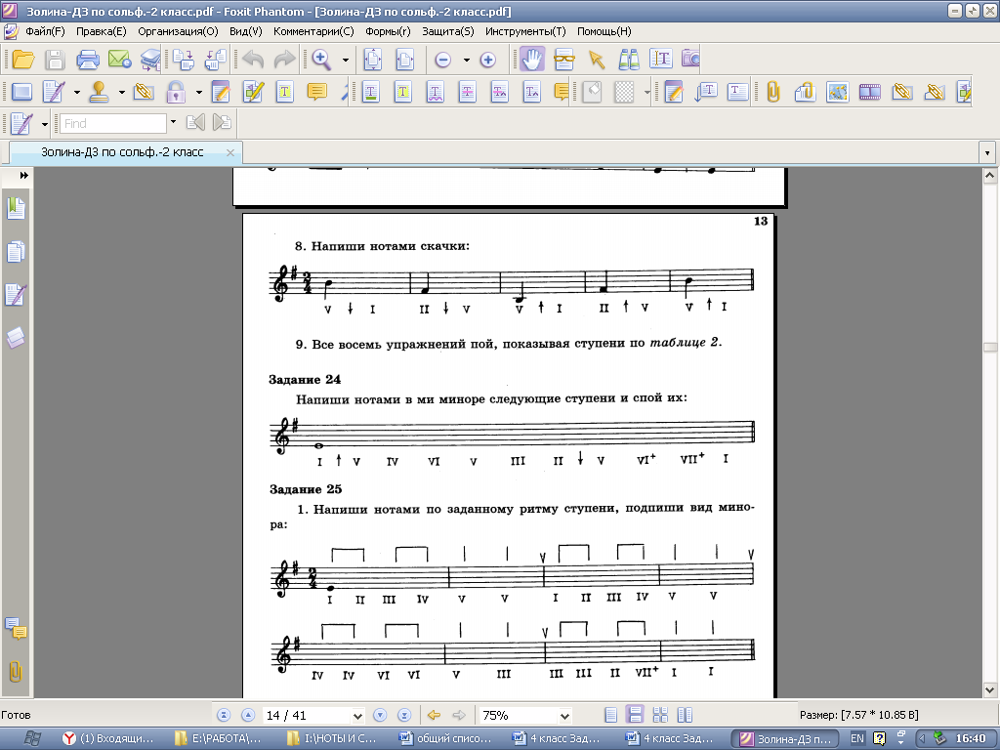 Золина-ДЗ по сольф.-2 класс.pdf - Foxit Phantom - [Золина-ДЗ по сольф.-2 класс.pdf]
Файл(F) Правка(E) Организация(O) Вид(V) Комментарии(C) Формы(r) Защита(S) Инструменты(T) Помощь(H)
Find
Золина-ДЗ по сольф.-2 класс
13
8. Напиши нотами скачки:
2
4
V ↓ I II ↓ V V ↑ I II ↑ V V ↑ I
9. Все восемь упражнений пой, показывая ступени по таблице 2.
Задание 24
Напиши нотами в ми миноре следующие ступени и спой их:
I ↑ V IV VI V III II ↓ V VI+ VII+ I
Задание 25
1. Напиши нотами по заданному ритму ступени, подпиши вид мино-
ра:
V V
2
4
I II III IV V V I II III IV V V
V
IV IV VI VI V III III III II VII+ I I
Готов 14 / 41 75% Размер: [7.57 * 10.85 В]
(1) Входящи... E:\РАБОТА\... I:\НОТЫ И С... общий списо... 4 класс Зад... 4 класс Зад... Золина-ДЗ п... EN 16:40